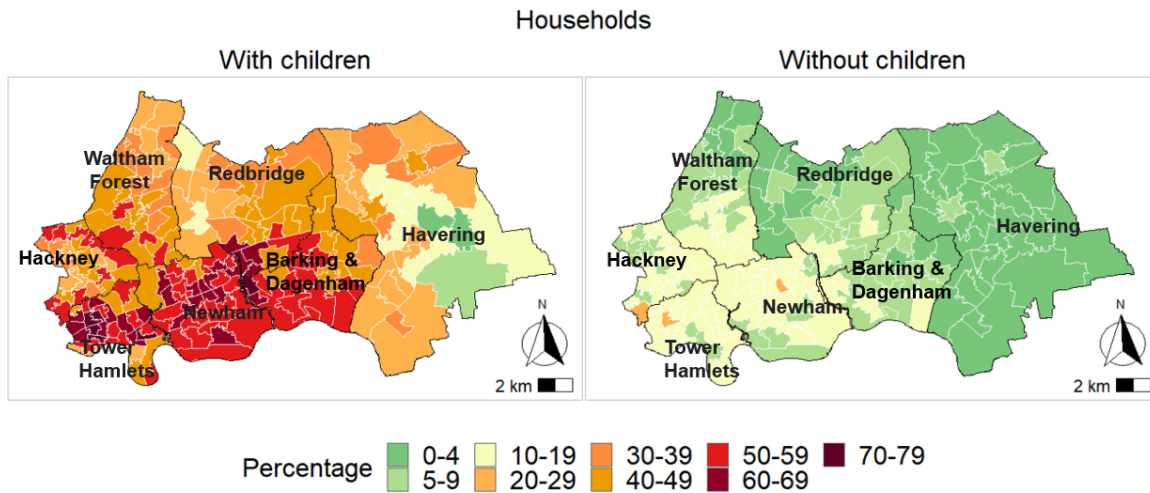 Households
With children
Without children
Waltham
Forest
Redbridge
Havering
Hackney
Barking &
Dagenham
Newham
Tower
Hamlets
N
2 km
Waltham
Forest
Redbridge
Havering
Hackney
Barking &
Dagenham
Newham
Tower
Hamlets
N
2 km
Percentage
0-4
10-19
30-39
50-59
70-79
5-9
20-29
40-49
60-69